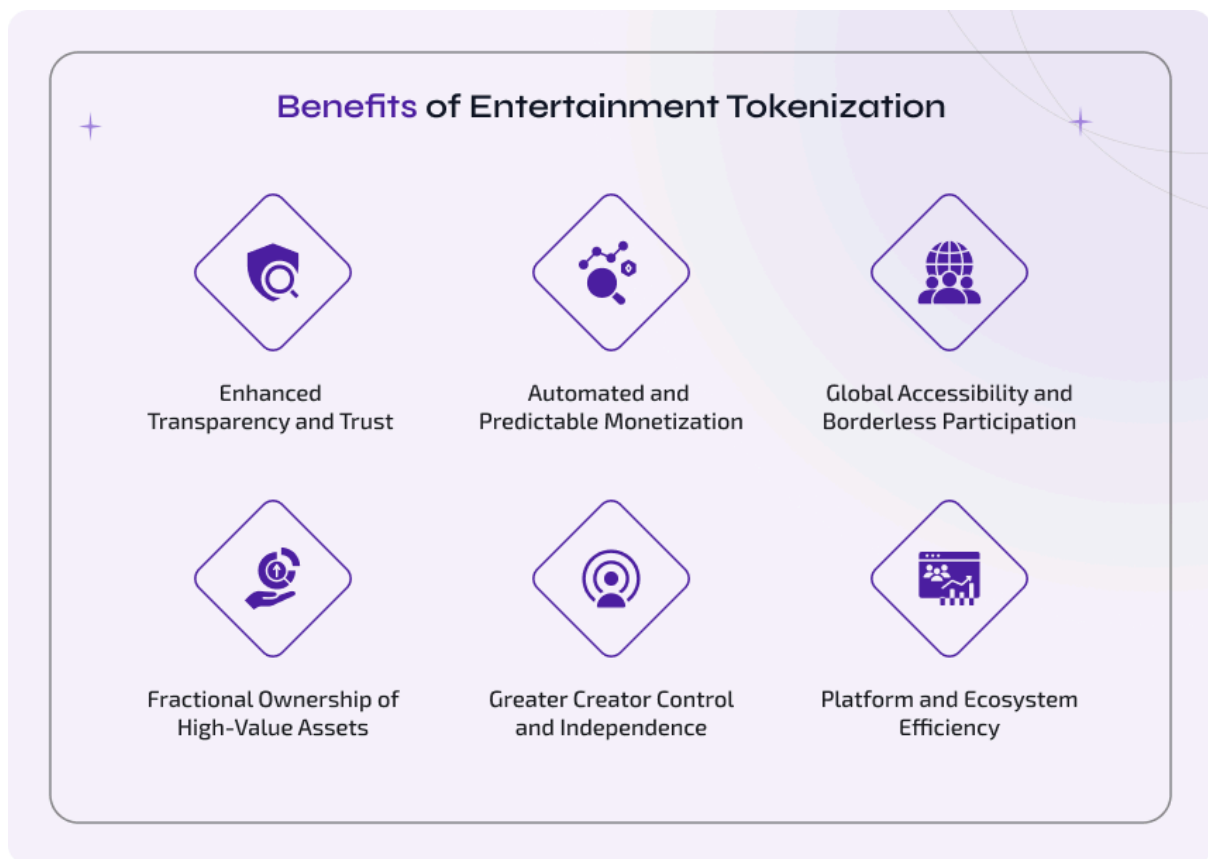 Benefits of Entertainment Tokenization
Enhanced
Transparency and Trust
Automated and
Predictable Monetization
Global Accessibility and
Borderless Participation
Fractional Ownership of
High-Value Assets
Greater Creator Control
and Independence
Platform and Ecosystem
Efficiency